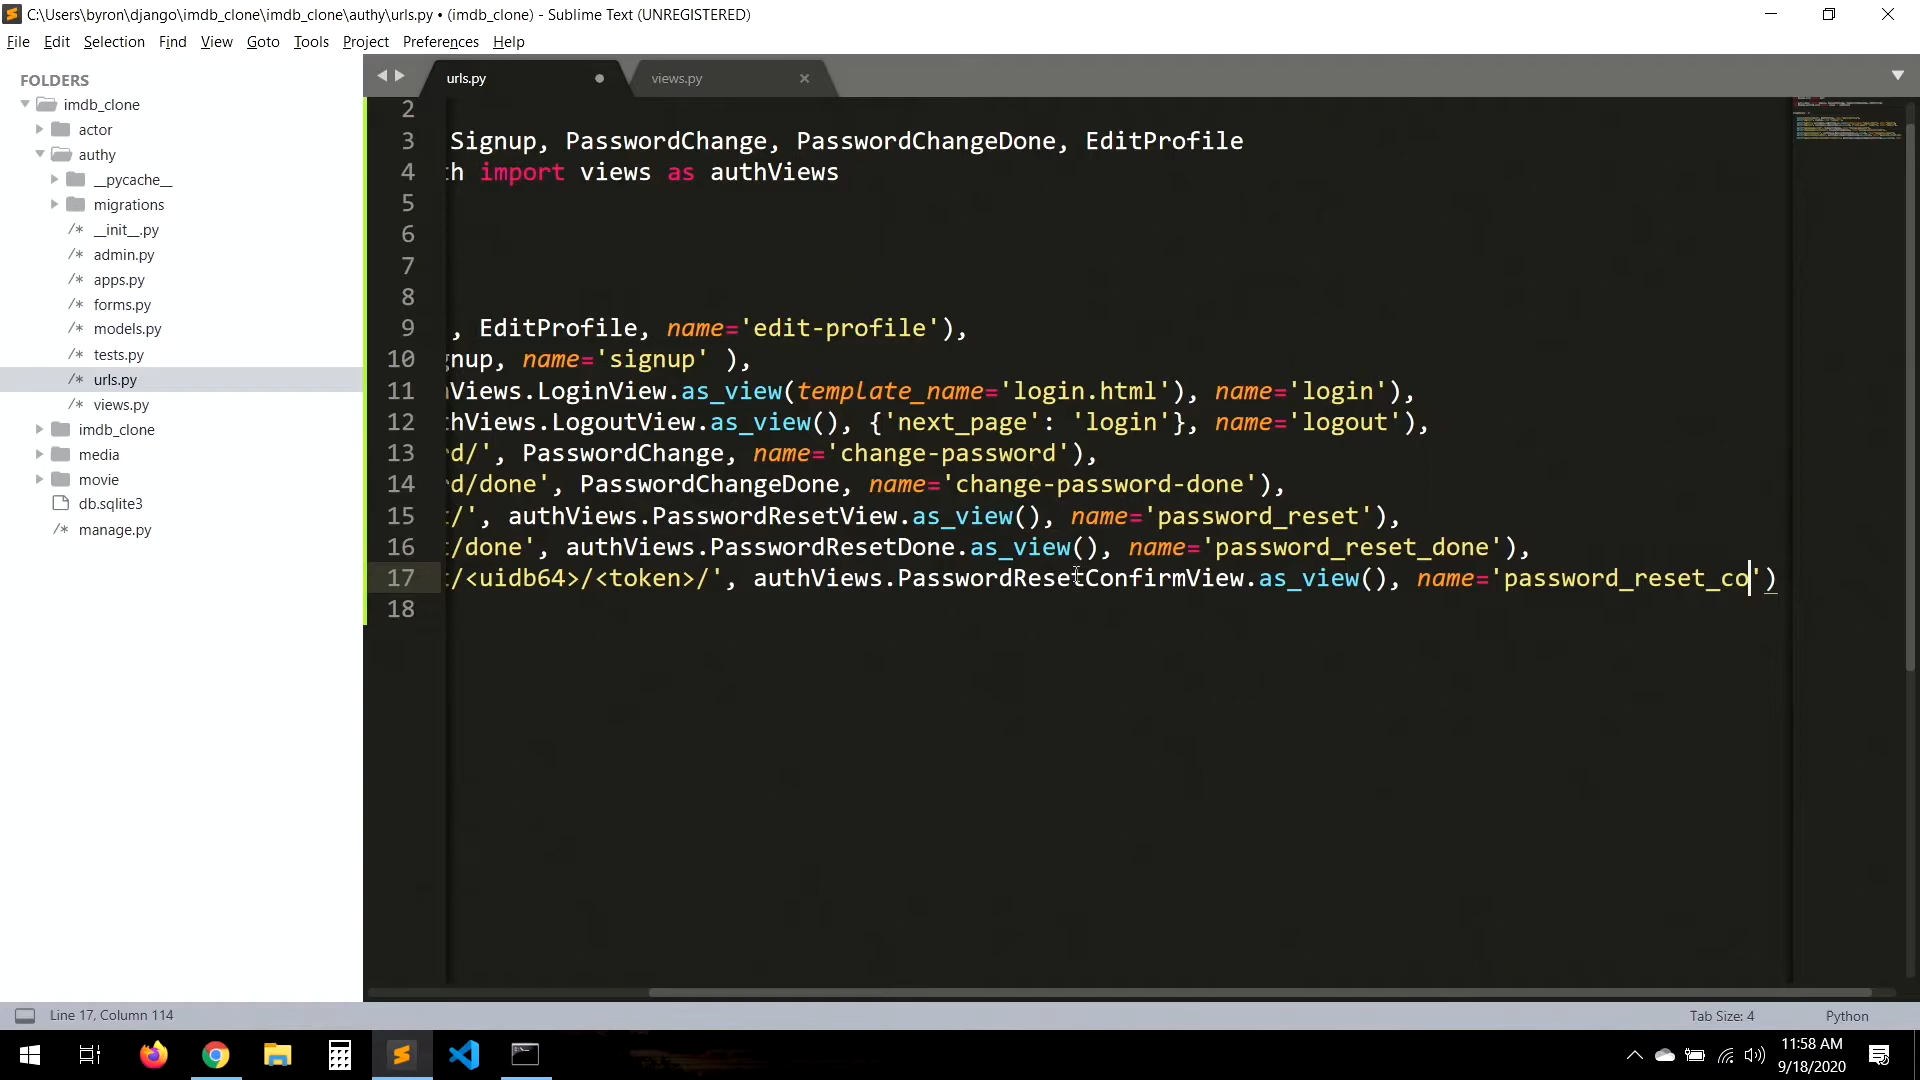 C:\Users\byron\django\imdb_clone\imdb_clone\authy\urls.py • (imdb_clone) - Sublime Text (UNREGISTERED)
File Edit Selection Find View Goto Tools Project Preferences Help
FOLDERS
imdb_clone
actor
authy
__pycache__
migrations
/* __init__.py
/* admin.py
/* apps.py
/* forms.py
/* models.py
/* tests.py
/* urls.py
/* views.py
imdb_clone
media
movie
db.sqlite3
/* manage.py
urls.py
views.py
2
3 Signup, PasswordChange, PasswordChangeDone, EditProfile
4 th import views as authViews
5
6
7
8
9 , EditProfile, name='edit-profile'),
10 gnup, name='signup' ),
11 hViews.LoginView.as_view(template_name='login.html'), name='login'),
12 thViews.LogoutView.as_view(), {'next_page': 'login'}, name='logout'),
13 rd/', PasswordChange, name='change-password'),
14 rd/done', PasswordChangeDone, name='change-password-done'),
15 t/', authViews.PasswordResetView.as_view(), name='password_reset'),
16 t/done', authViews.PasswordResetDone.as_view(), name='password_reset_done'),
17 t/<uidb64>/<token>/', authViews.PasswordResetConfirmView.as_view(), name='password_reset_co')
18
Line 17, Column 114
Tab Size: 4
Python
11:58 AM
9/18/2020